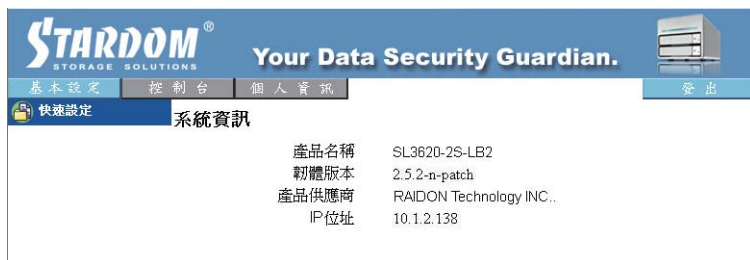 STARDOM®
STORAGE SOLUTIONS
Your Data Security Guardian.
基本設定 控制台 個人資訊 登出
快速設定
系統資訊
產品名稱 SL3620-2S-LB2
韌體版本 2.5.2-n-patch
產品供應商 RAIDON Technology INC..
IP位址 10.1.2.138